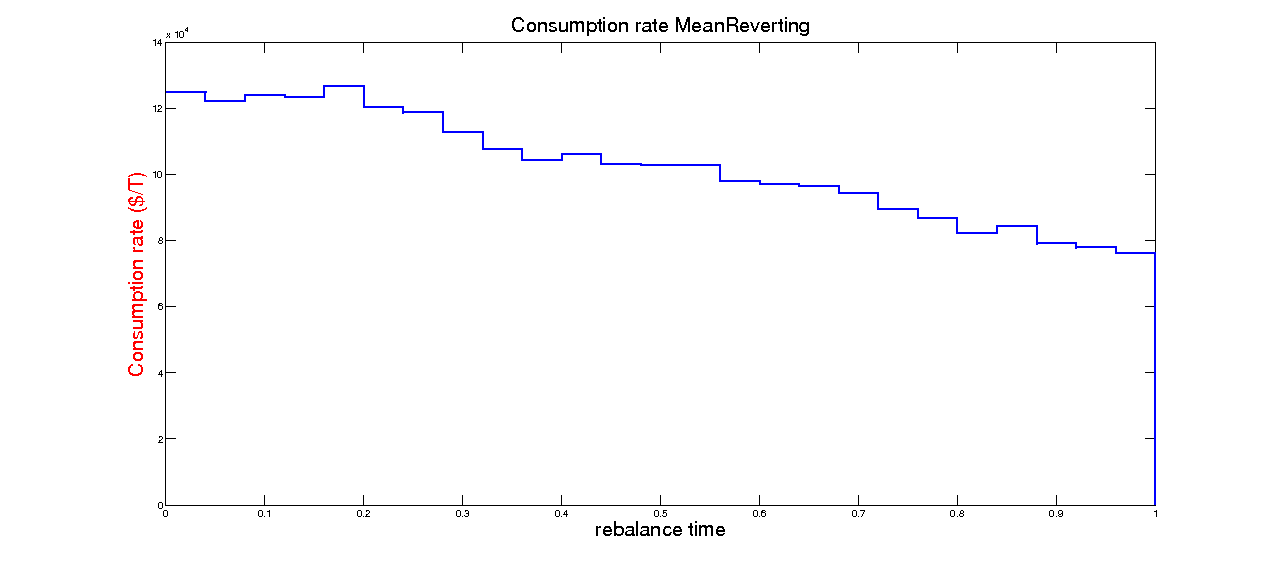 Consumption rate MeanReverting
x 10^4
14
12
10
8
6
4
2
0
Consumption rate ($/T)
0 0.1 0.2 0.3 0.4 0.5 0.6 0.7 0.8 0.9 1
rebalance time